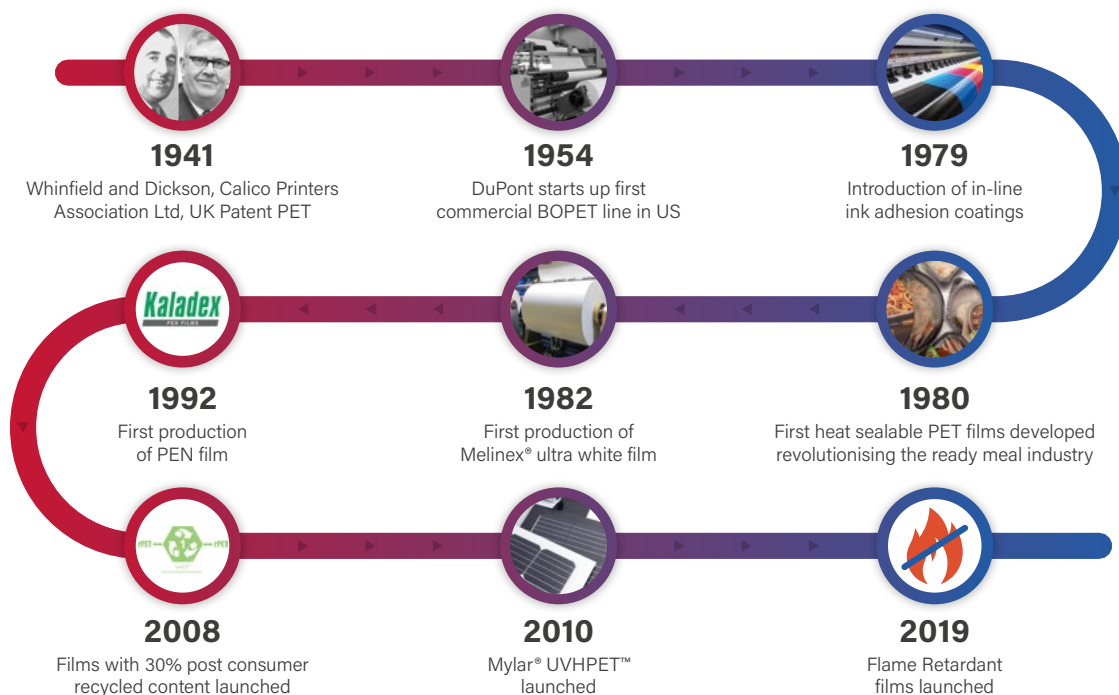 1941
Whinfield and Dickson, Calico Printers
Association Ltd, UK Patent PET
1954
DuPont starts up first
commercial BOPET line in US
1979
Introduction of in-line
ink adhesion coatings
1980
First heat sealable PET films developed
revolutionising the ready meal industry
1982
First production of
Melinex® ultra white film
Kaladex
PEN FILMS
1992
First production
of PEN film
1
2008
Films with 30% post consumer
recycled content launched
2010
Mylar® UVHPET™
launched
2019
Flame Retardant
films launched